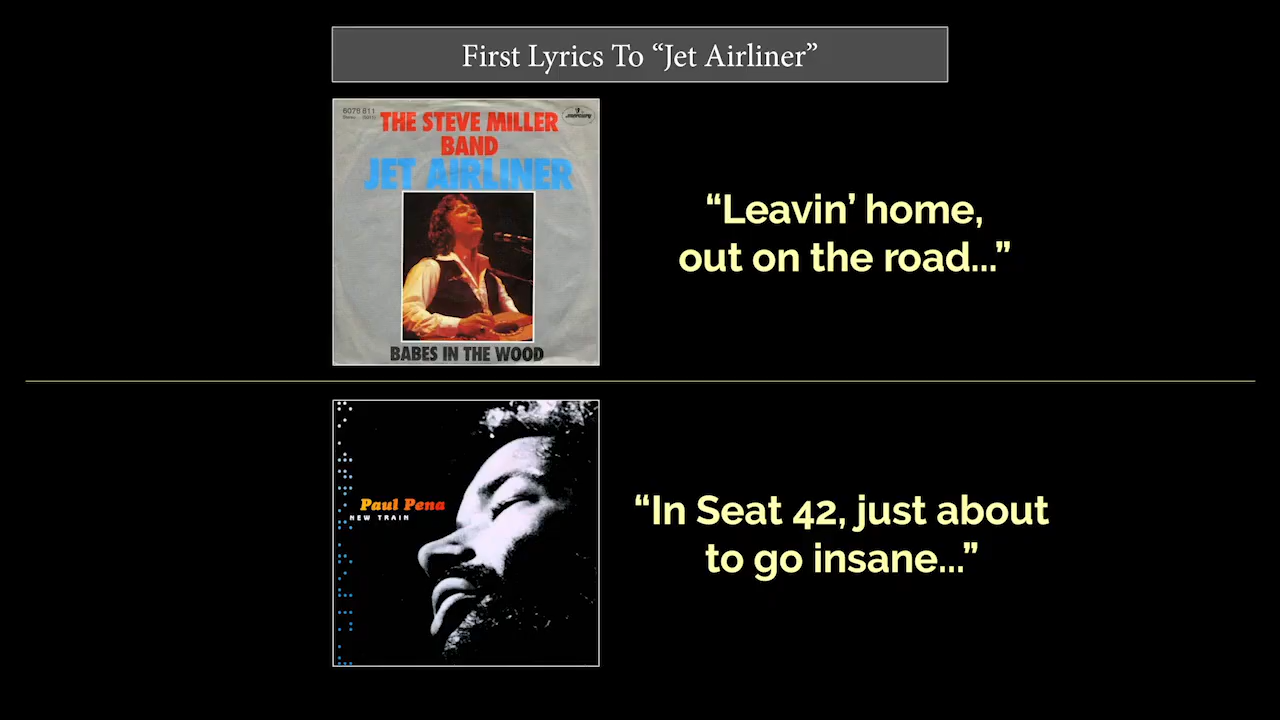 First Lyrics To “Jet Airliner”
6078 811
THE STEVE MILLER
BAND
JET AIRLINER
BABES IN THE WOOD
“Leavin’ home,
out on the road...”
Paul Pena
NEW TRAIN
“In Seat 42, just about
to go insane...”